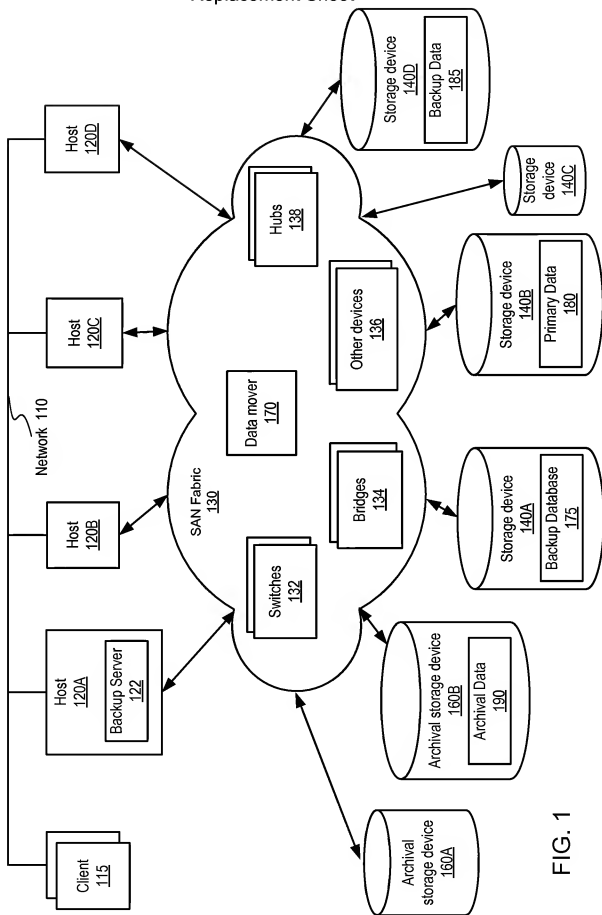 Replacement Sheet
Network 110
Client
115
Host
120A
Backup Server
122
Host
120B
Host
120C
Host
120D
SAN Fabric
130
Switches
132
Data mover
170
Hubs
138
Bridges
134
Other devices
136
Archival
storage device
160A
Archival storage device
160B
Archival Data
190
Storage device
140A
Backup Database
175
Storage device
140B
Primary Data
180
Storage
device
140C
Storage device
140D
Backup Data
185
FIG. 1